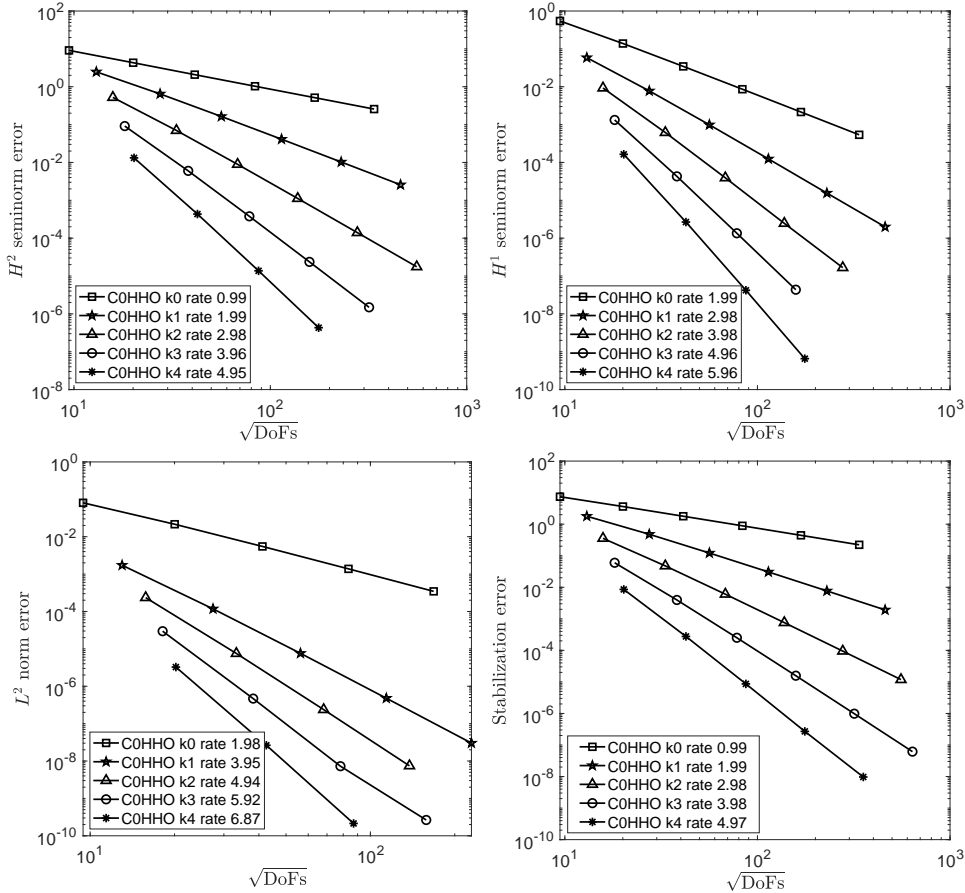 10^2
10^0
10^-2
10^-4
10^-6
10^-8
H^2 seminorm error
C0HHO k0 rate 0.99
C0HHO k1 rate 1.99
C0HHO k2 rate 2.98
C0HHO k3 rate 3.96
C0HHO k4 rate 4.95
10^1 10^2 10^3
√DoFs
10^0
10^-2
10^-4
10^-6
10^-8
10^-10
H^1 seminorm error
C0HHO k0 rate 1.99
C0HHO k1 rate 2.98
C0HHO k2 rate 3.98
C0HHO k3 rate 4.96
C0HHO k4 rate 5.96
10^1 10^2 10^3
√DoFs
10^0
10^-2
10^-4
10^-6
10^-8
10^-10
L^2 norm error
C0HHO k0 rate 1.98
C0HHO k1 rate 3.95
C0HHO k2 rate 4.94
C0HHO k3 rate 5.92
C0HHO k4 rate 6.87
10^1 10^2
√DoFs
10^2
10^0
10^-2
10^-4
10^-6
10^-8
10^-10
Stabilization error
C0HHO k0 rate 0.99
C0HHO k1 rate 1.99
C0HHO k2 rate 2.98
C0HHO k3 rate 3.98
C0HHO k4 rate 4.97
10^1 10^2 10^3
√DoFs